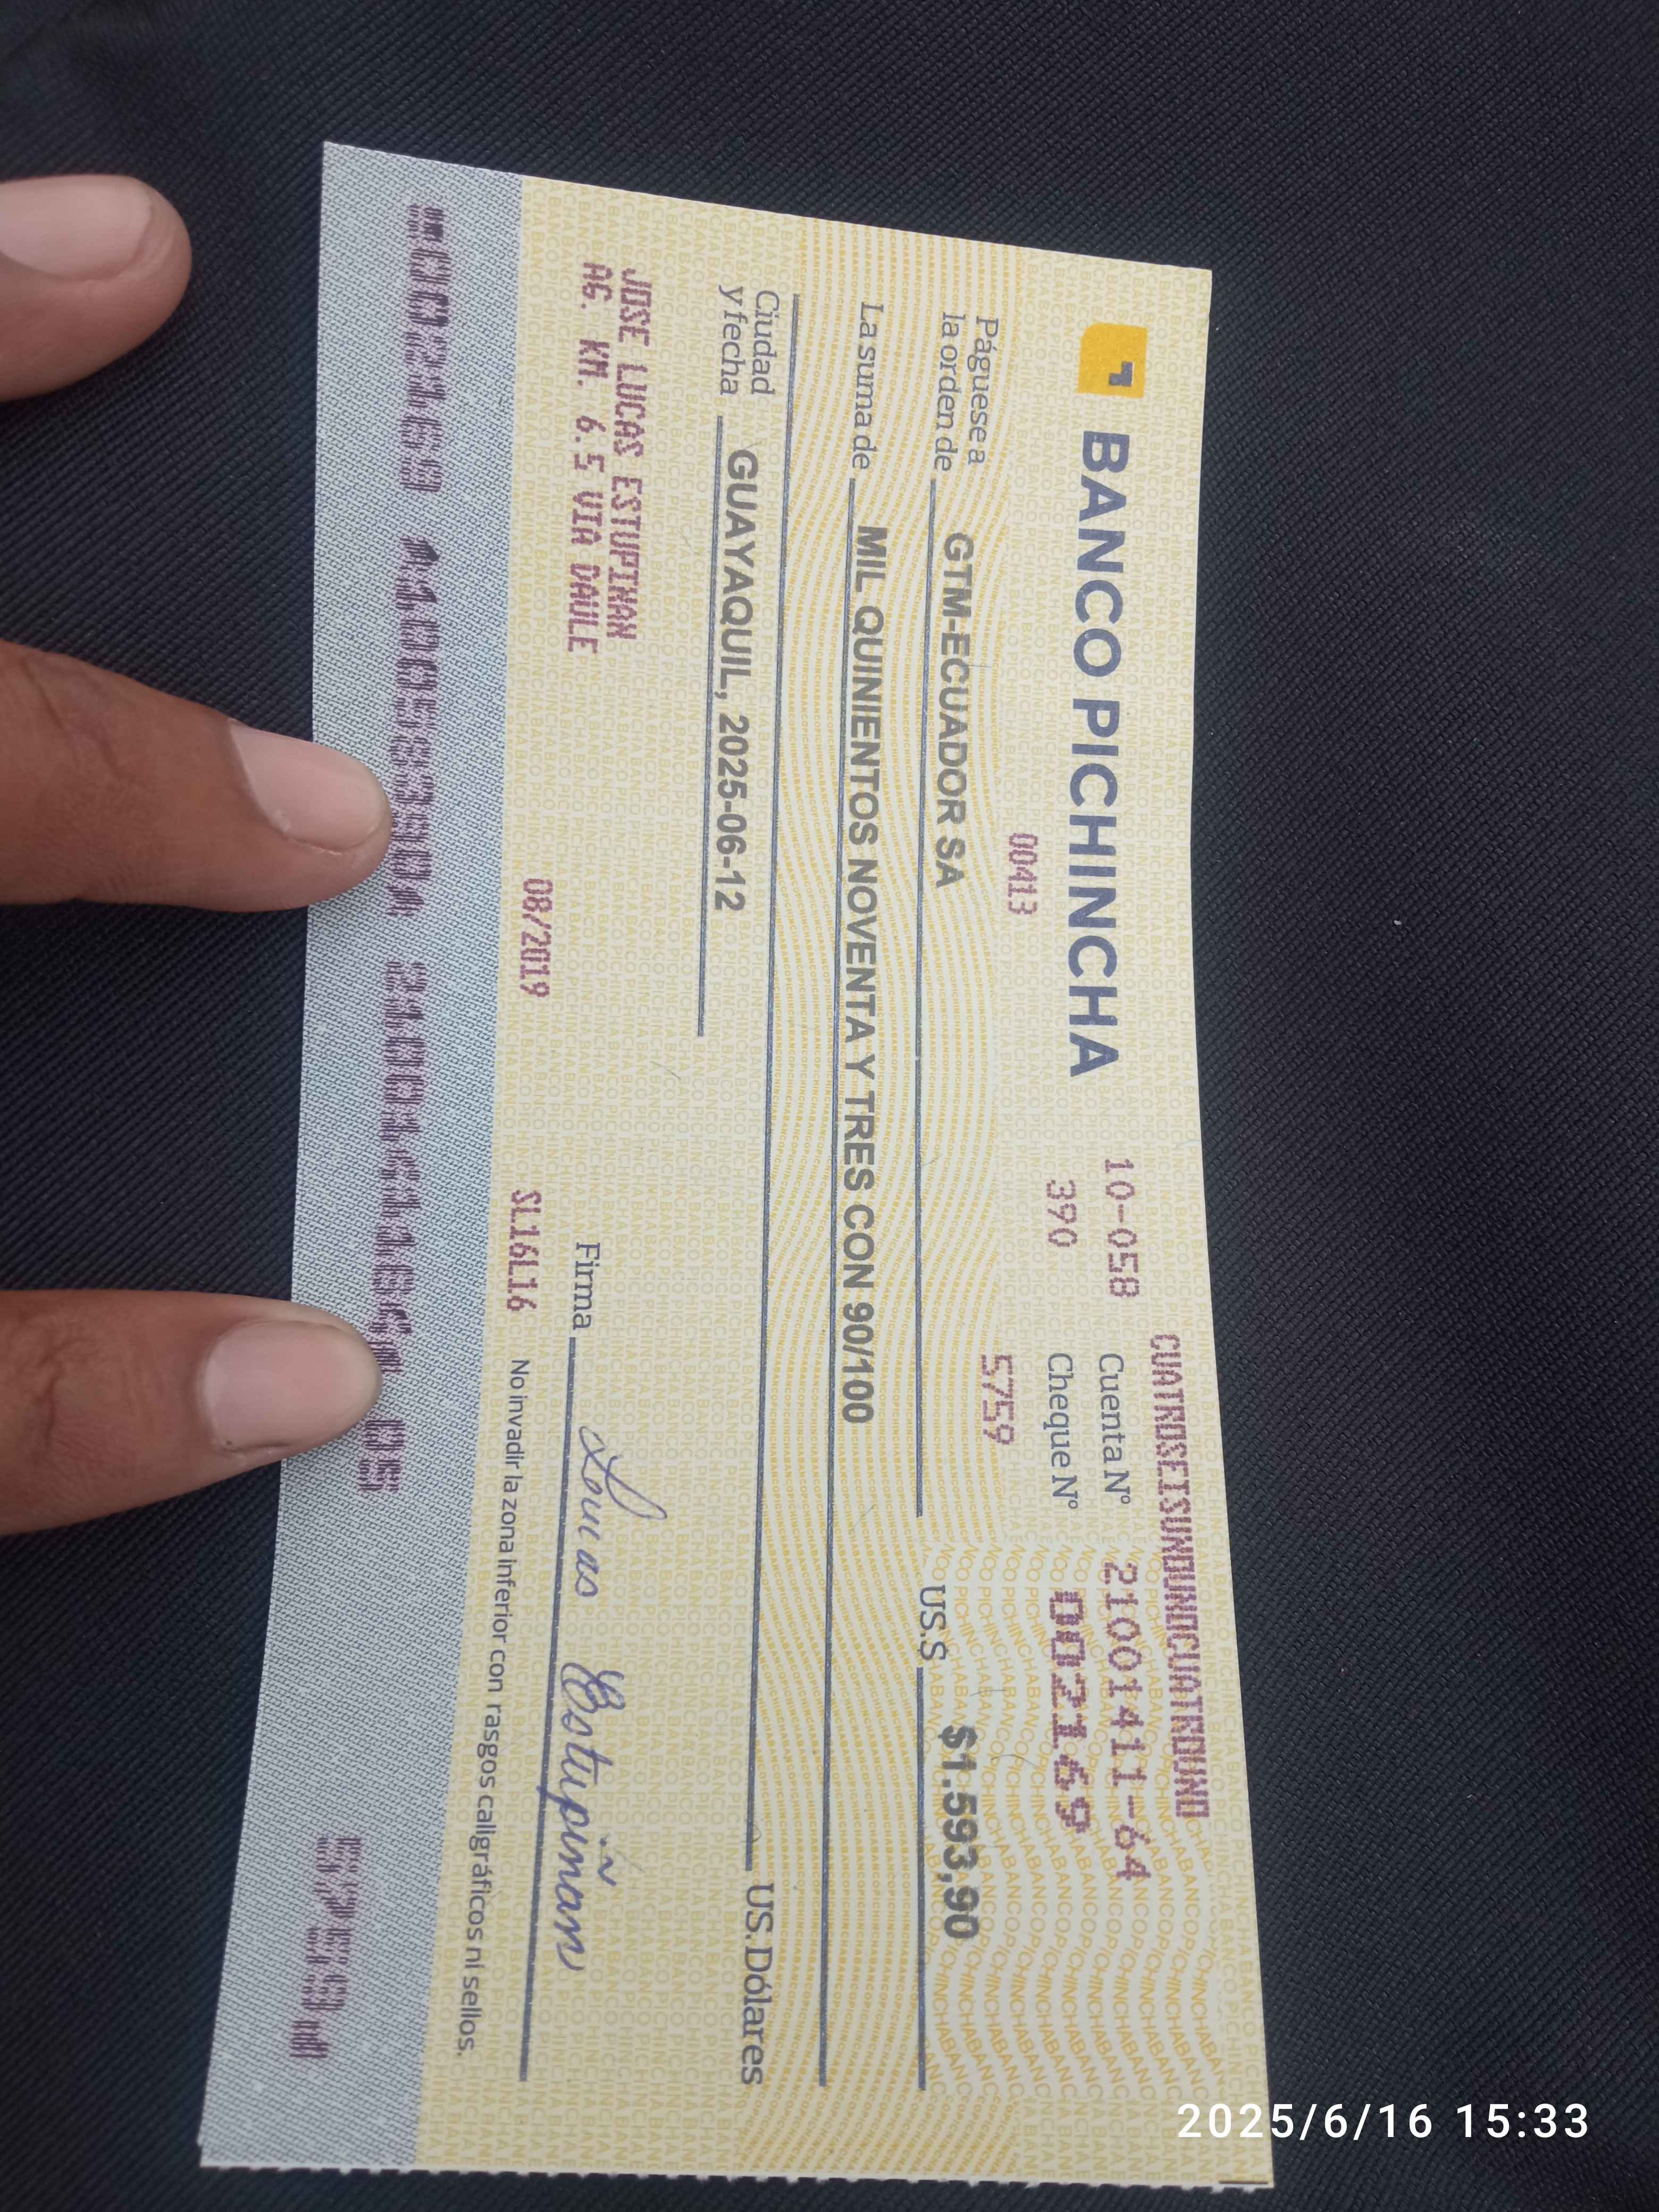 CUATROSEISUNOUNOCUATROUNO
BANCO PICHINCHA
10-058 Cuenta N° 21001411-64
390 Cheque N° 002169
00413 5759
Páguese a
la orden de GTM-ECUADOR SA US.$ $1.593,90
La suma de MIL QUINIENTOS NOVENTA Y TRES CON 90/100
US. Dólares
Ciudad
y fecha GUAYAQUIL, 2025-06-12
JOSE LUCAS ESTUPINAN
AG. KM. 6.5 VIA DAULE
Firma Lucas Estupiñan
08/2019 SL16L16 No invadir la zona inferior con rasgos caligráficos ni sellos.
5759
2025/6/16 15:33